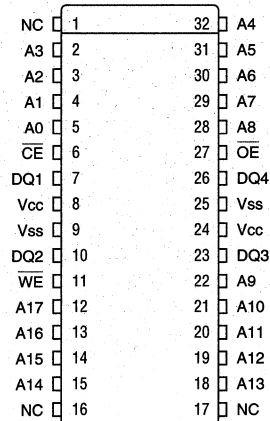 NC 1 32 A4
A3 2 31 A5
A2 3 30 A6
A1 4 29 A7
A0 5 28 A8
C̅E̅ 6 27 O̅E̅
DQ1 7 26 DQ4
Vcc 8 25 Vss
Vss 9 24 Vcc
DQ2 10 23 DQ3
W̅E̅ 11 22 A9
A17 12 21 A10
A16 13 20 A11
A15 14 19 A12
A14 15 18 A13
NC 16 17 NC